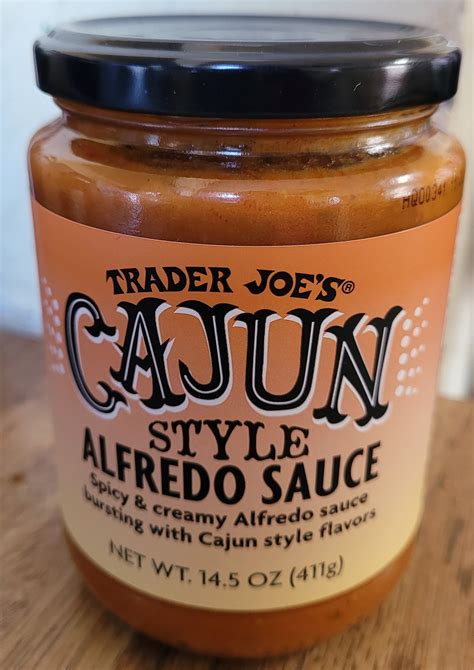 HQ00341
TRADER JOE'S®
CAJUN
STYLE
ALFREDO SAUCE
Spicy & creamy Alfredo sauce
bursting with Cajun style flavors
NET WT. 14.5 OZ (411g)